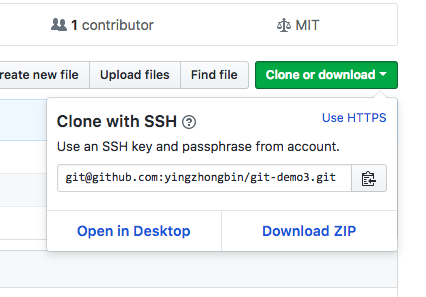 1 contributor
MIT
reate new file
Upload files
Find file
Clone or download
Clone with SSH
Use HTTPS
Use an SSH key and passphrase from account.
git@github.com:yingzhongbin/git-demo3.git
Open in Desktop
Download ZIP